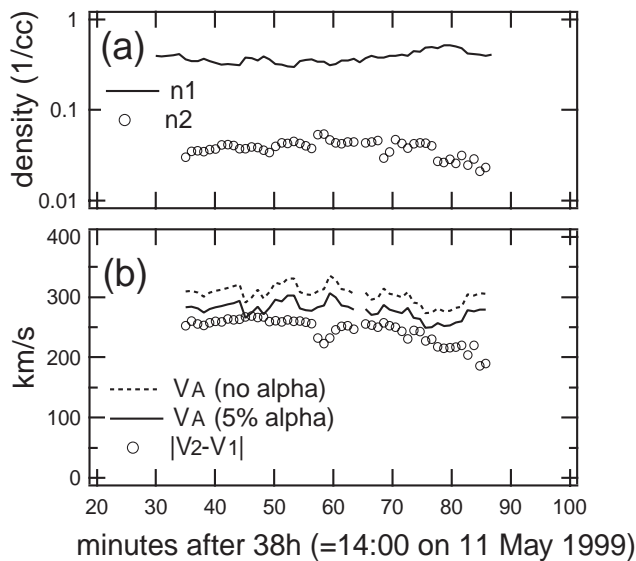 1
(a)
density (1/cc)
n1
0.1
n2
0.01
400
(b)
300
km/s
200
VA (no alpha)
VA (5% alpha)
100
|V2-V1|
0
20 30 40 50 60 70 80 90 100
minutes after 38h (=14:00 on 11 May 1999)